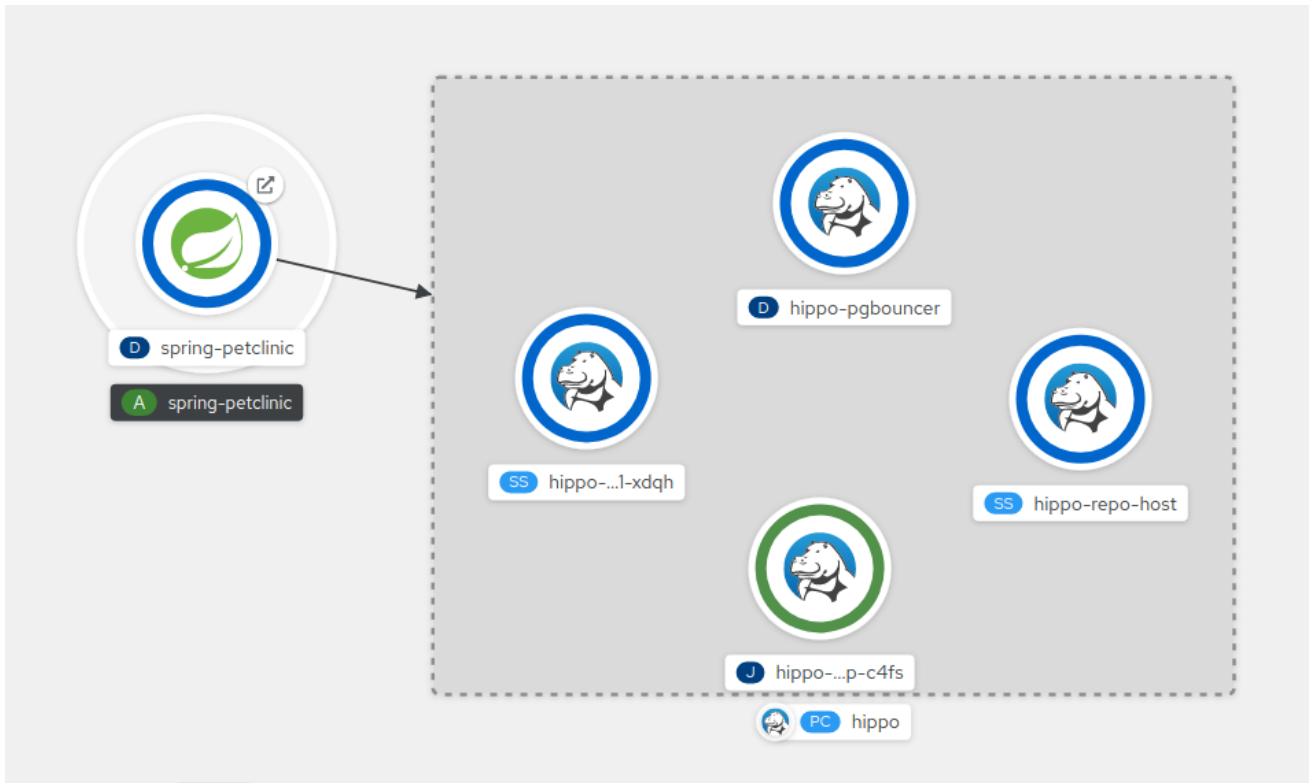 D spring-petclinic
A spring-petclinic
D hippo-pgbouncer
SS hippo-...1-xdqh
SS hippo-repo-host
J hippo-...p-c4fs
PC hippo